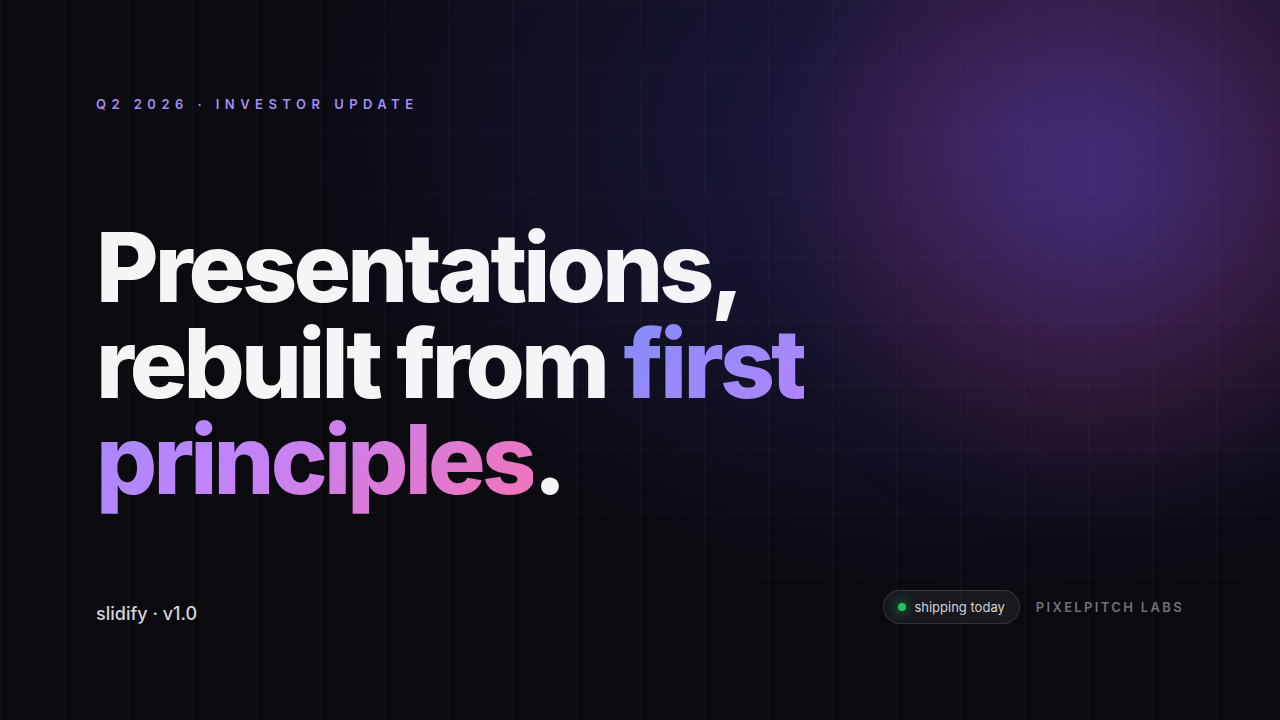 Q2 2026 · INVESTOR UPDATE
Presentations,
rebuilt from first
principles.
slidify · v1.0
shipping today
PIXELPITCH LABS